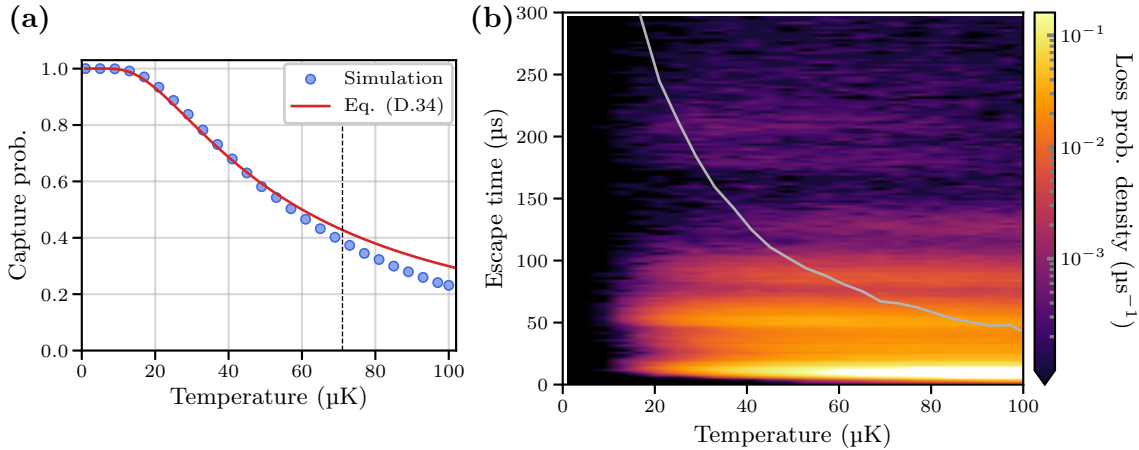 (a)
Capture prob.
1.0
0.8
0.6
0.4
0.2
0.0
Simulation
Eq. (D.34)
0 20 40 60 80 100
Temperature (µK)
(b)
Escape time (µs)
300
250
200
150
100
50
0
0 20 40 60 80 100
Temperature (µK)
10⁻¹
10⁻²
10⁻³
Loss prob. density (µs⁻¹)